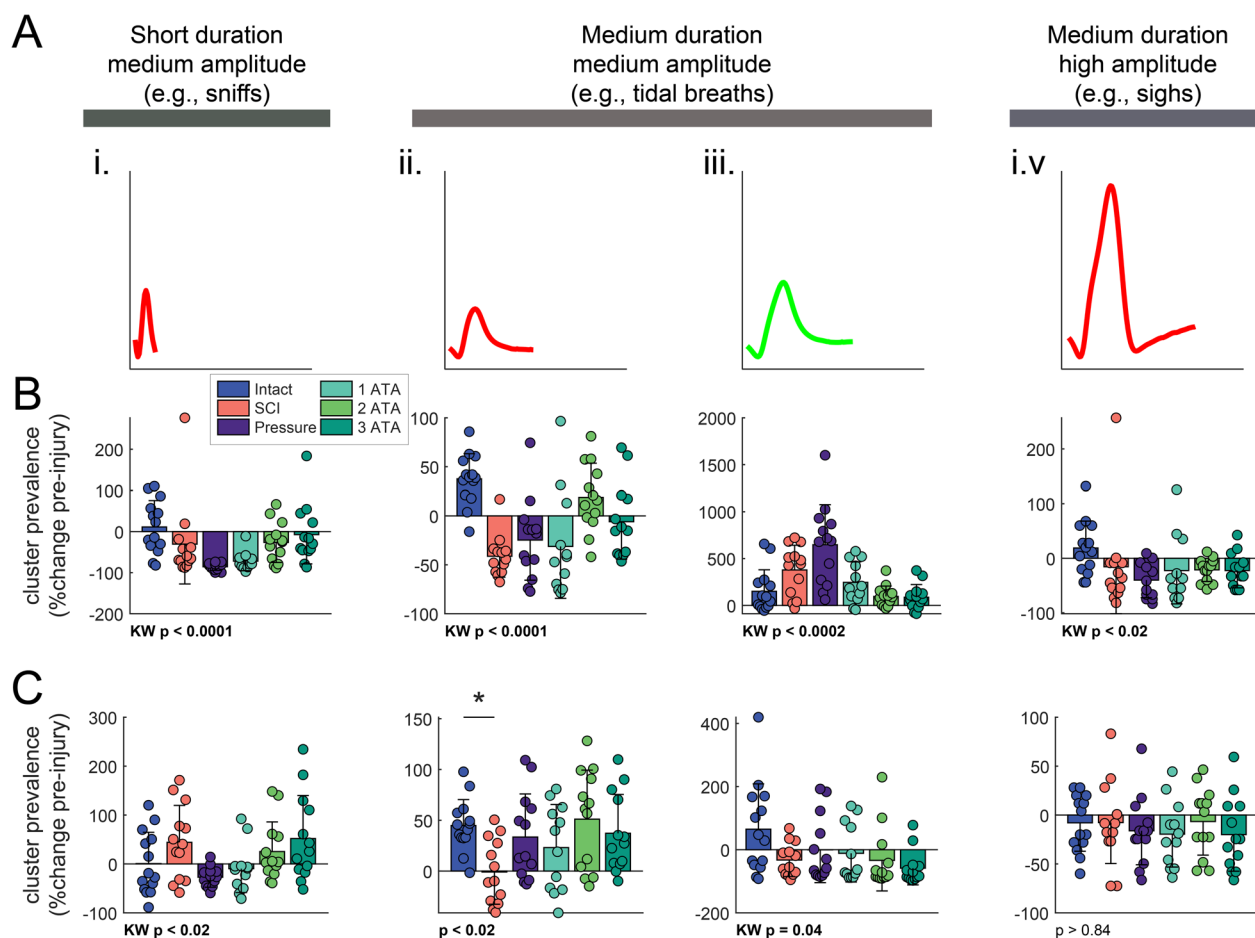 A
Short duration
medium amplitude
(e.g., sniffs)
Medium duration
medium amplitude
(e.g., tidal breaths)
Medium duration
high amplitude
(e.g., sighs)
i.
ii.
iii.
i.v
B
cluster prevalence
(%change pre-injury)
Intact
SCI
Pressure
1 ATA
2 ATA
3 ATA
200
100
0
-100
-200
KW p < 0.0001
100
50
0
-50
-100
KW p < 0.0001
2000
1500
1000
500
0
KW p < 0.0002
200
100
0
-100
KW p < 0.02
C
cluster prevalence
(%change pre-injury)
300
200
100
0
-100
KW p < 0.02
150
100
50
0
*
p < 0.02
400
200
0
-200
KW p = 0.04
100
50
0
-50
-100
p > 0.84